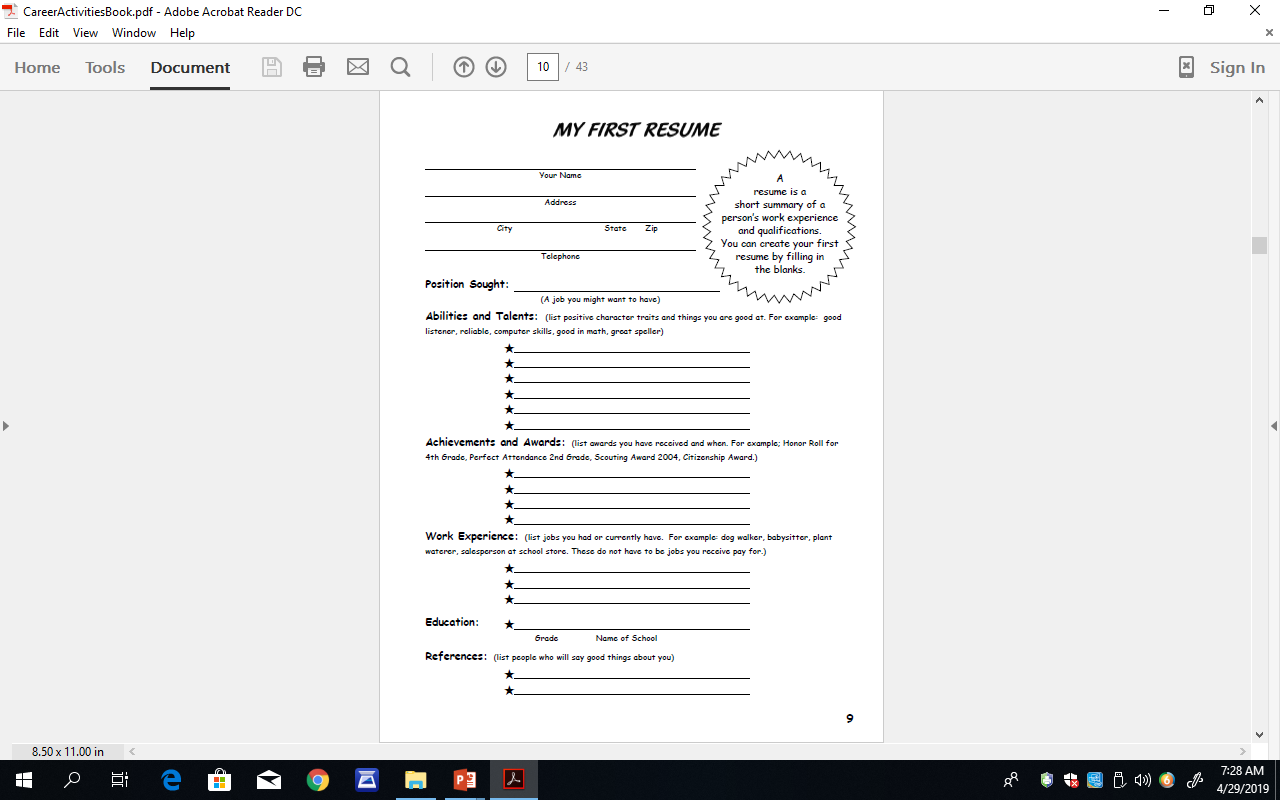 CareerActivitiesBook.pdf - Adobe Acrobat Reader DC
File Edit View Window Help
Home Tools Document 10 / 43 Sign In
MY FIRST RESUME
Your Name
Address
City State Zip
Telephone
A
resume is a
short summary of a
person's work experience
and qualifications.
You can create your first
resume by filling in
the blanks.
Position Sought:
(A job you might want to have)
Abilities and Talents: (list positive character traits and things you are good at. For example: good
listener, reliable, computer skills, good in math, great speller)
Achievements and Awards: (list awards you have received and when. For example; Honor Roll for
4th Grade, Perfect Attendance 2nd Grade, Scouting Award 2004, Citizenship Award.)
Work Experience: (list jobs you had or currently have. For example: dog walker, babysitter, plant
waterer, salesperson at school store. These do not have to be jobs you receive pay for.)
Education:
Grade Name of School
References: (list people who will say good things about you)
9
8.50 x 11.00 in
7:28 AM
4/29/2019